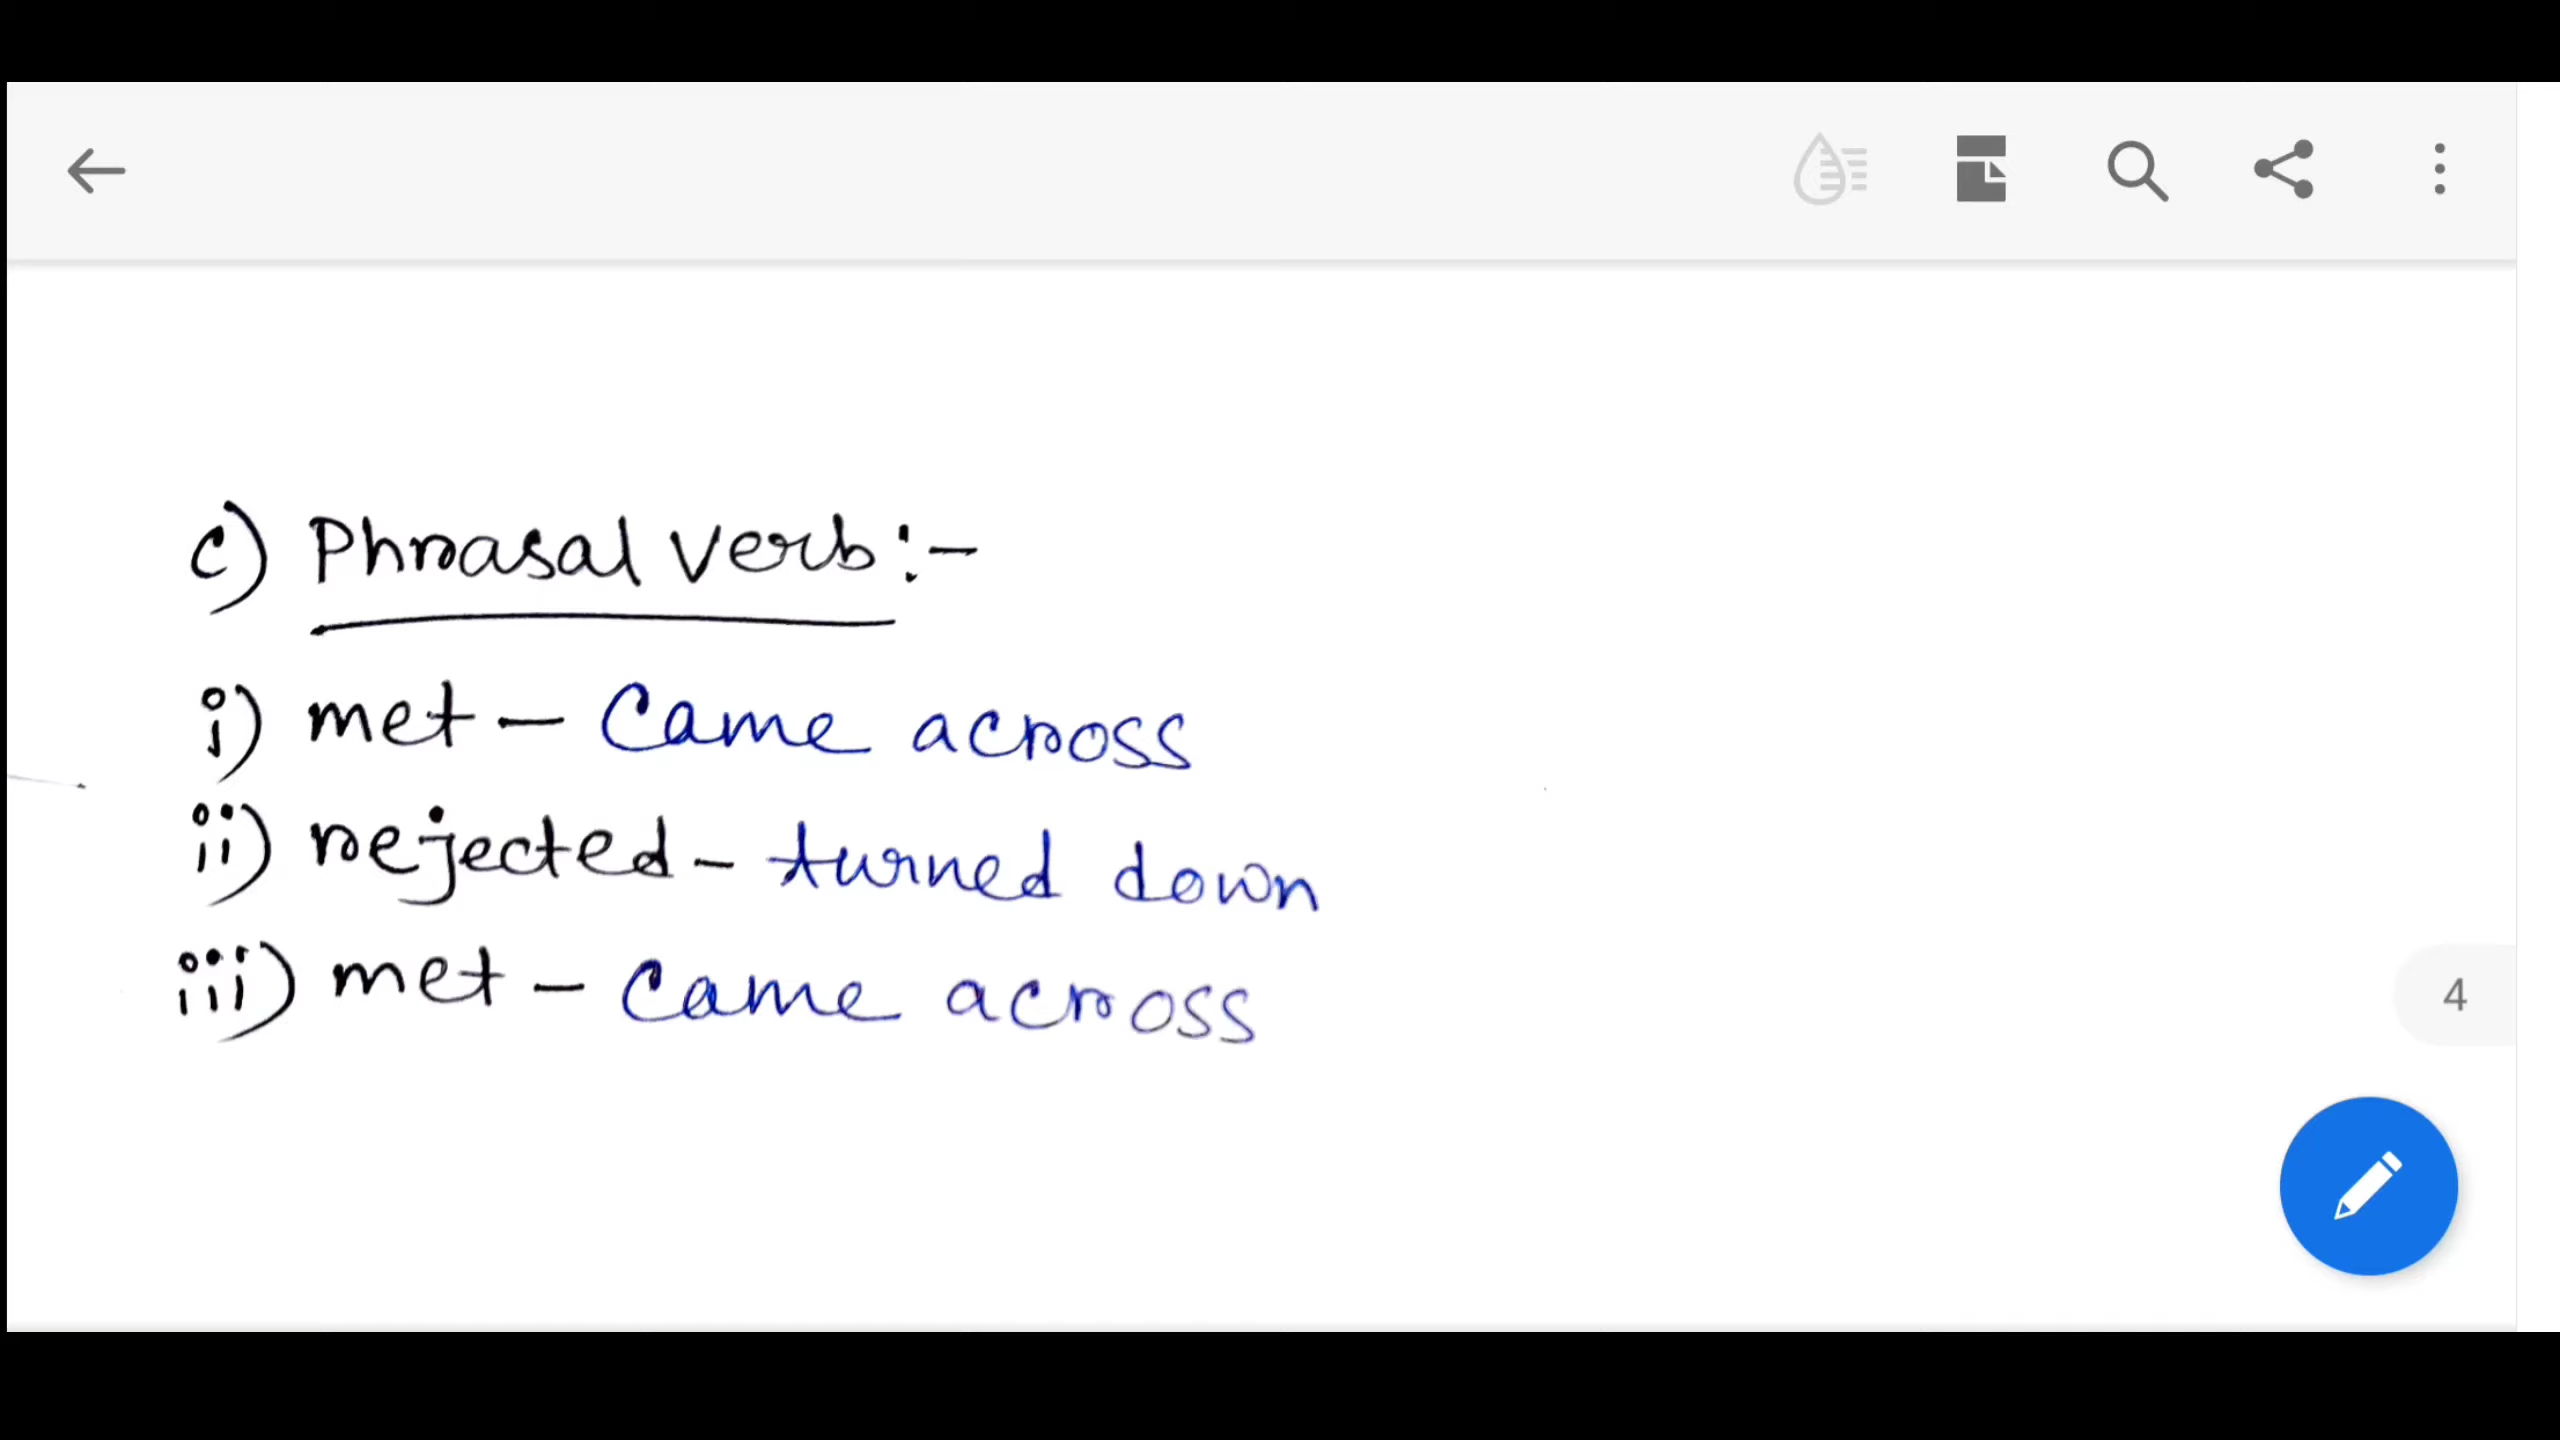 c) Phrasal verb:-
i) met - Came across
ii) rejected - turned down
iii) met - Came across
4